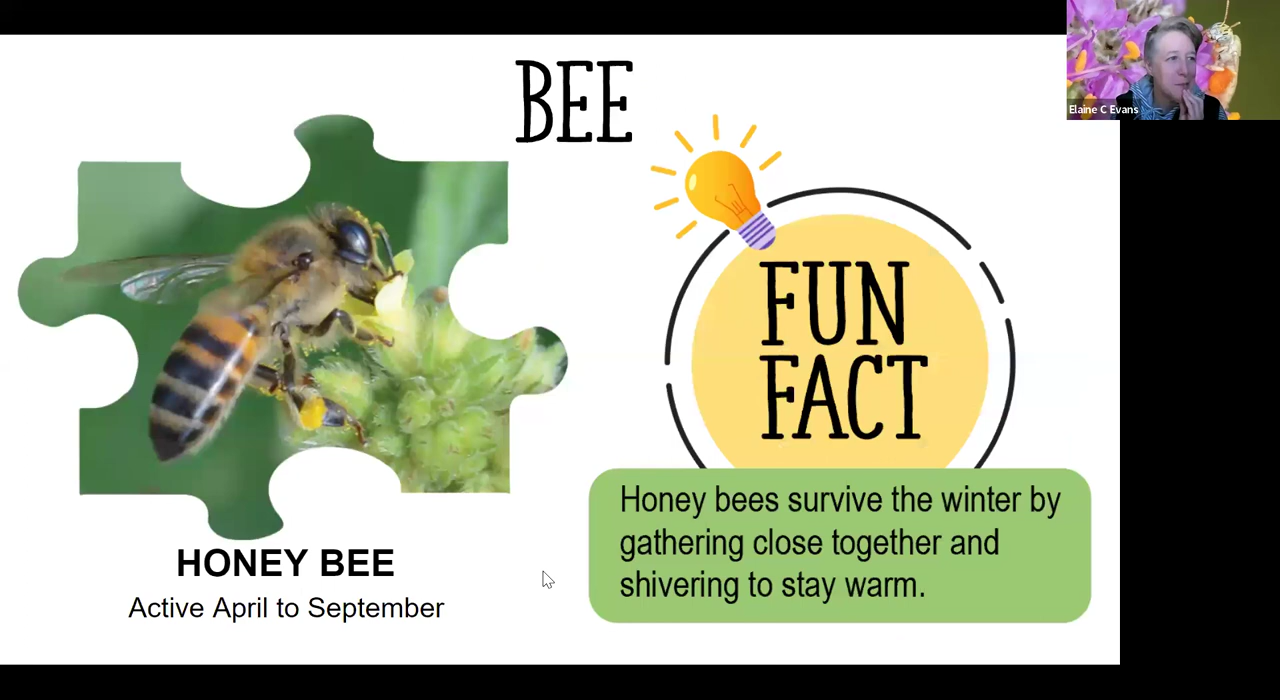 BEE
Elaine C Evans
FUN
FACT
Honey bees survive the winter by
gathering close together and
shivering to stay warm.
HONEY BEE
Active April to September